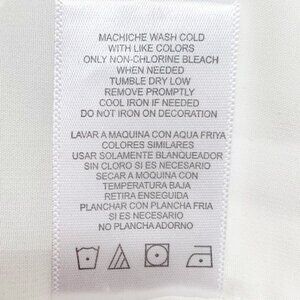 MACHICHE WASH COLD
WITH LIKE COLORS
ONLY NON-CHLORINE BLEACH
WHEN NEEDED
TUMBLE DRY LOW
REMOVE PROMPTLY
COOL IRON IF NEEDED
DO NOT IRON ON DECORATION
LAVAR A MAQUINA CON AQUA FRIYA
COLORES SIMILARES
USAR SOLAMENTE BLANQUEADOR
SIN CLORO SI ES NECESARIO
SECAR A MOQUINA CON
TEMPERATURA BAJA
RETIRA ENSEGUIDA
PLANCHAR CON PLANCHA FRIA
SI ES NECESARIO
NO PLANCHA ADORNO